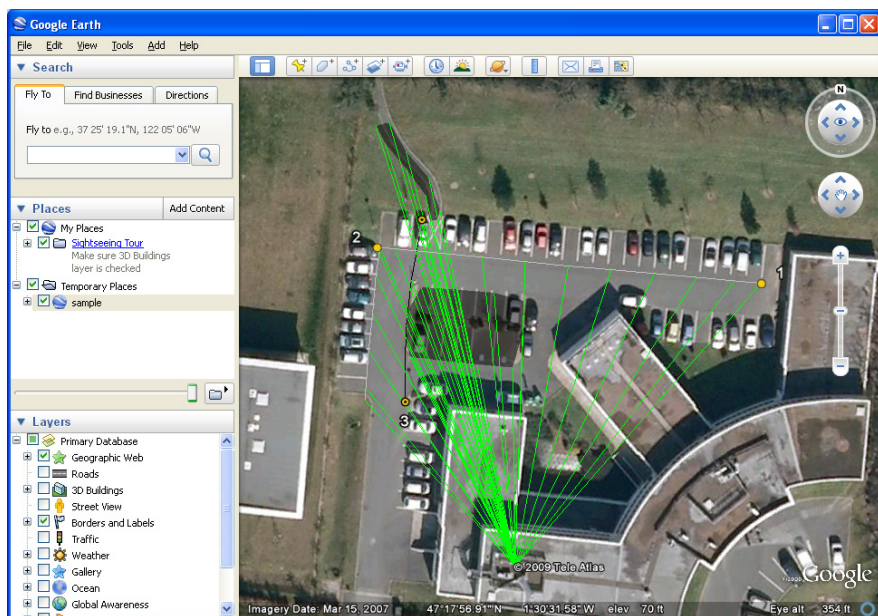 Google Earth
File Edit View Tools Add Help
Search
Fly To Find Businesses Directions
Fly to e.g., 37 25' 19.1"N, 122 05' 06"W
Places Add Content
My Places
Sightseeing Tour
Make sure 3D Buildings
layer is checked
Temporary Places
sample
Layers
Primary Database
Geographic Web
Roads
3D Buildings
Street View
Borders and Labels
Traffic
Weather
Gallery
Ocean
Global Awareness
N
2
1
3
© 2009 Tele Atlas
Google
Imagery Date: Mar 15, 2007 47°17'56.91" N 1°30'31.58" W elev 70 ft Eye alt 354 ft